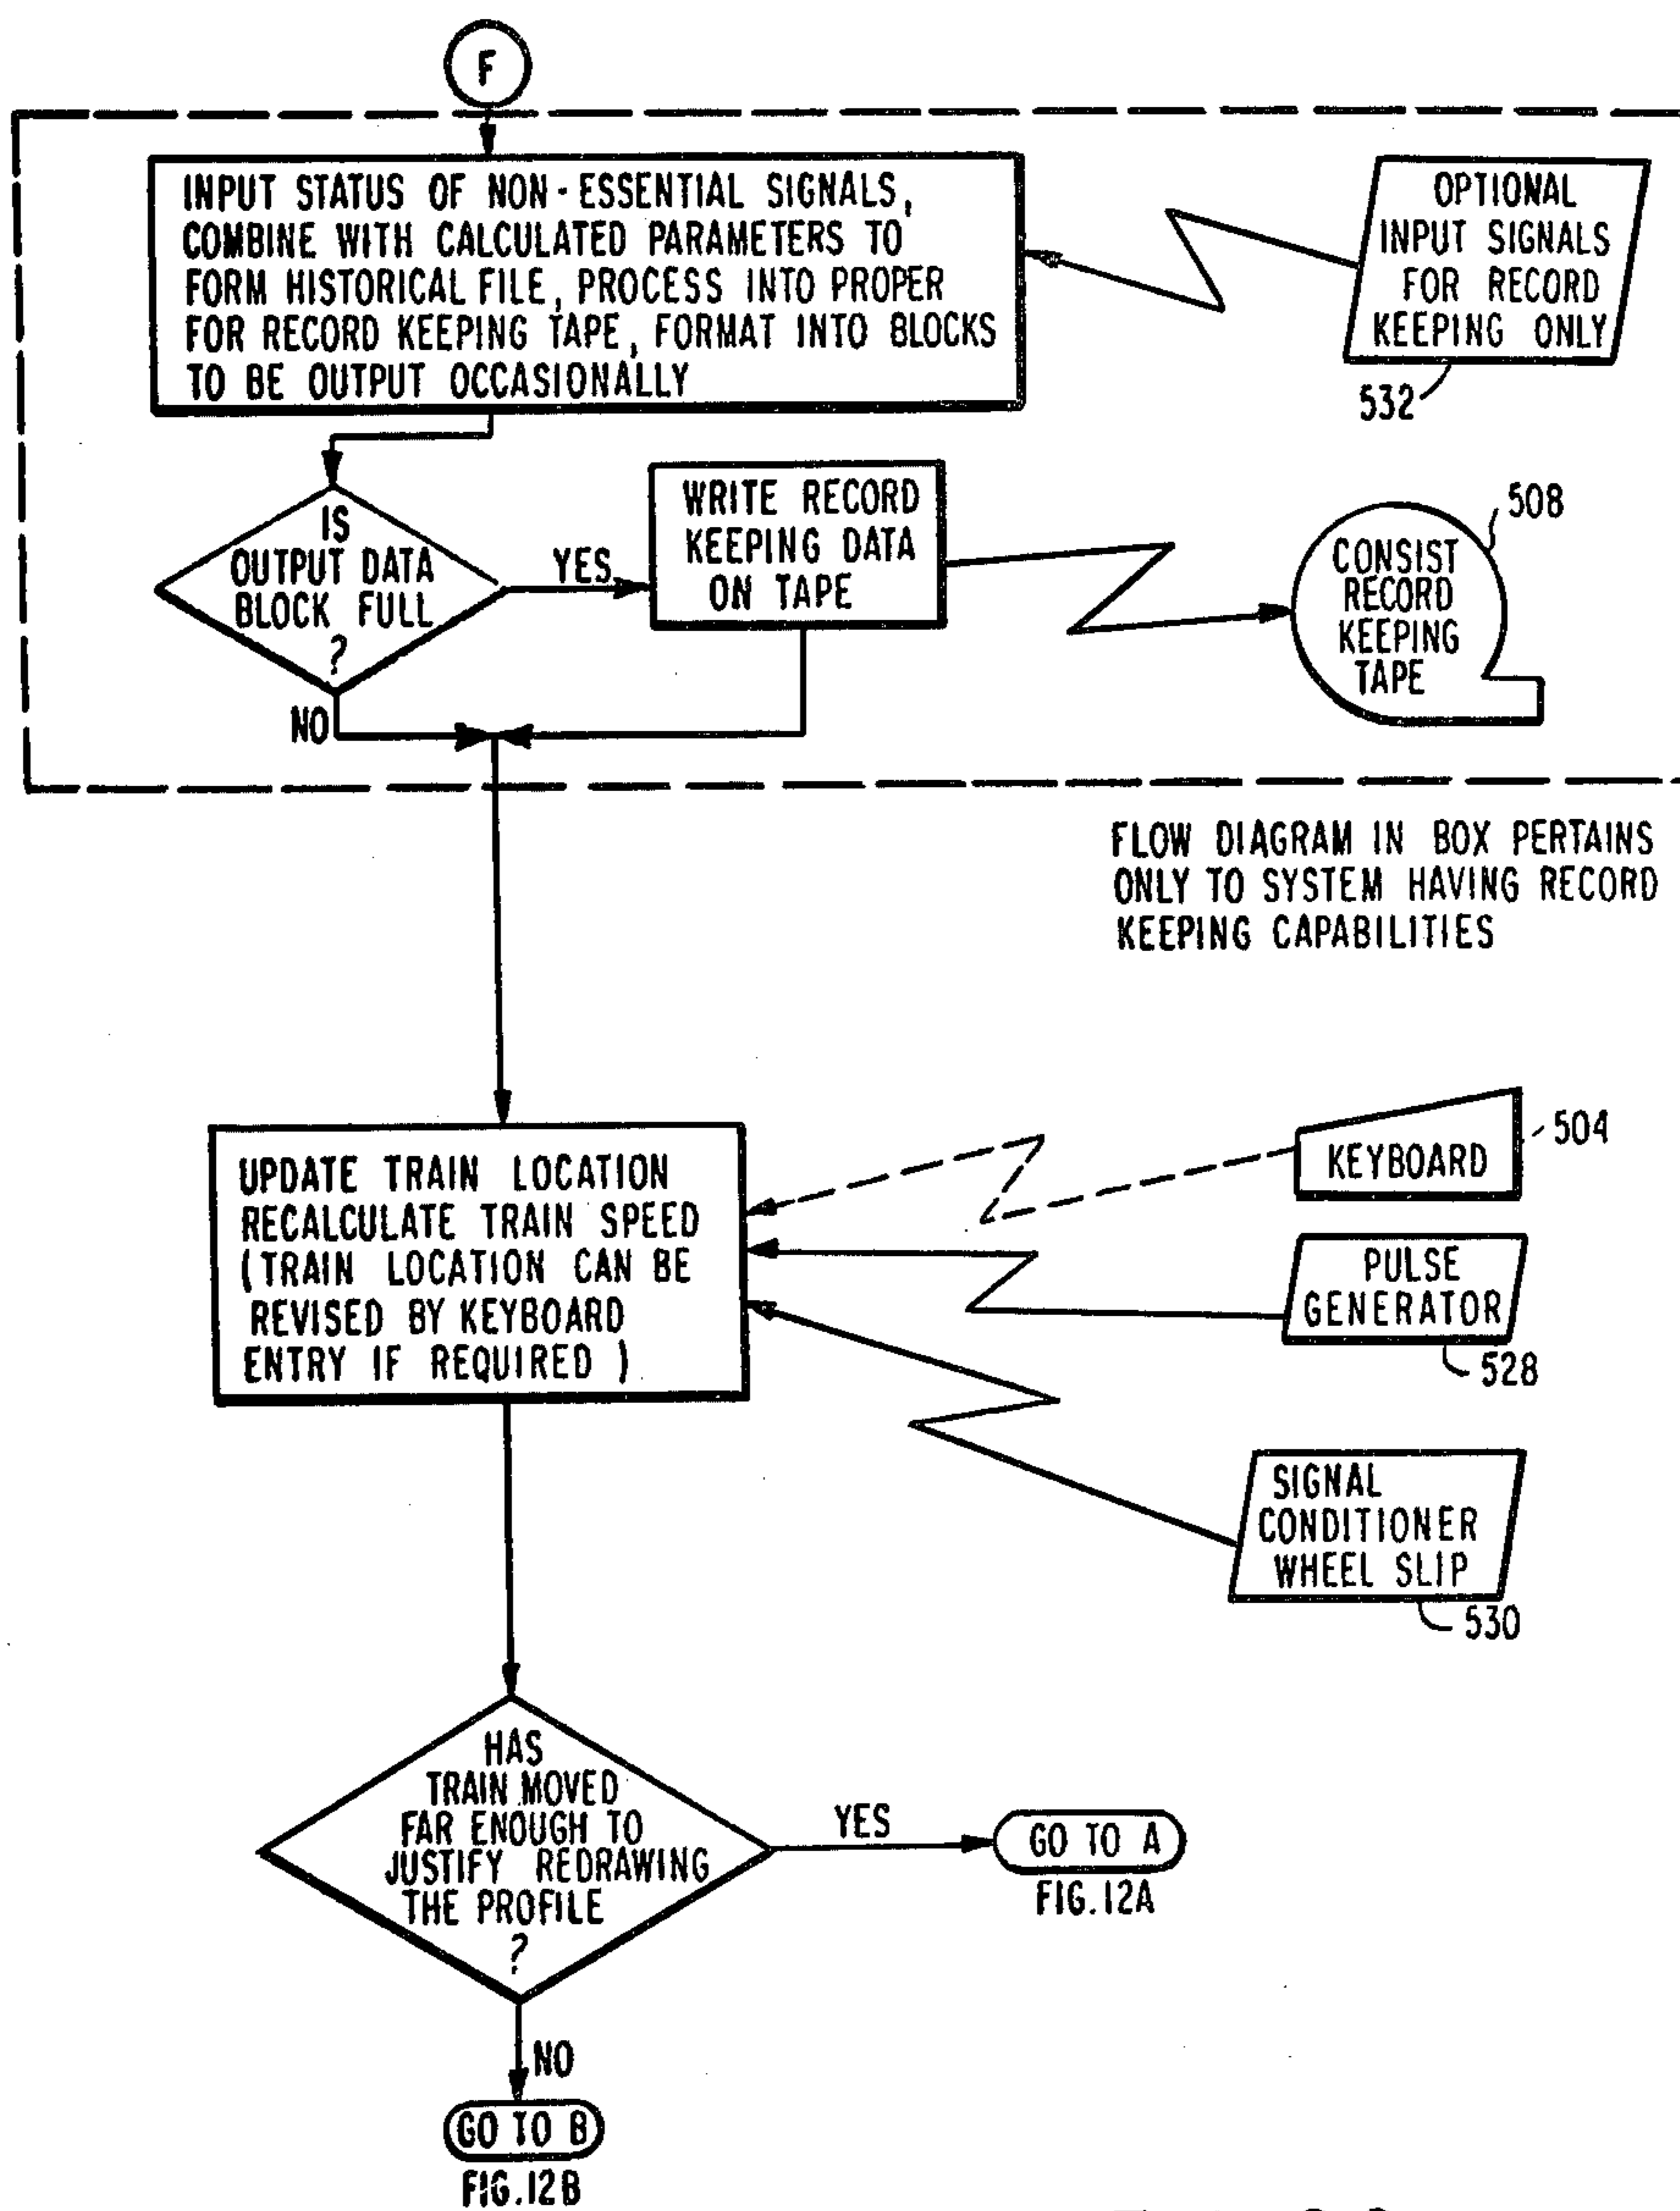 F
INPUT STATUS OF NON-ESSENTIAL SIGNALS,
COMBINE WITH CALCULATED PARAMETERS TO
FORM HISTORICAL FILE, PROCESS INTO PROPER
FOR RECORD KEEPING TAPE, FORMAT INTO BLOCKS
TO BE OUTPUT OCCASIONALLY
OPTIONAL
INPUT SIGNALS
FOR RECORD
KEEPING ONLY
532
IS
OUTPUT DATA
BLOCK FULL
?
YES
NO
WRITE RECORD
KEEPING DATA
ON TAPE
508
CONSIST
RECORD
KEEPING
TAPE
FLOW DIAGRAM IN BOX PERTAINS
ONLY TO SYSTEM HAVING RECORD
KEEPING CAPABILITIES
UPDATE TRAIN LOCATION
RECALCULATE TRAIN SPEED
(TRAIN LOCATION CAN BE
REVISED BY KEYBOARD
ENTRY IF REQUIRED )
KEYBOARD
504
PULSE
GENERATOR
528
SIGNAL
CONDITIONER
WHEEL SLIP
530
HAS
TRAIN MOVED
FAR ENOUGH TO
JUSTIFY REDRAWING
THE PROFILE
?
YES
GO TO A
FIG.12A
NO
GO TO B
FIG.12B